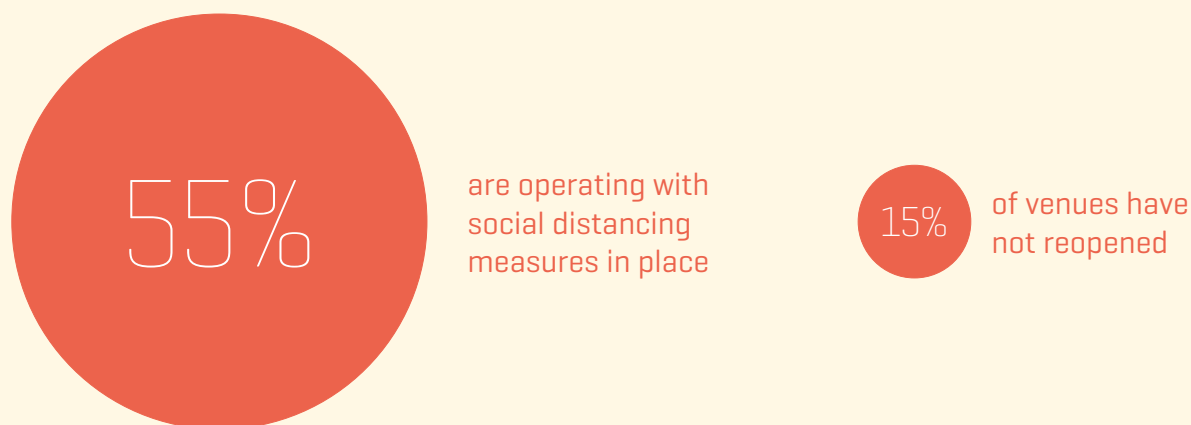 55%
are operating with
social distancing
measures in place
15%
of venues have
not reopened